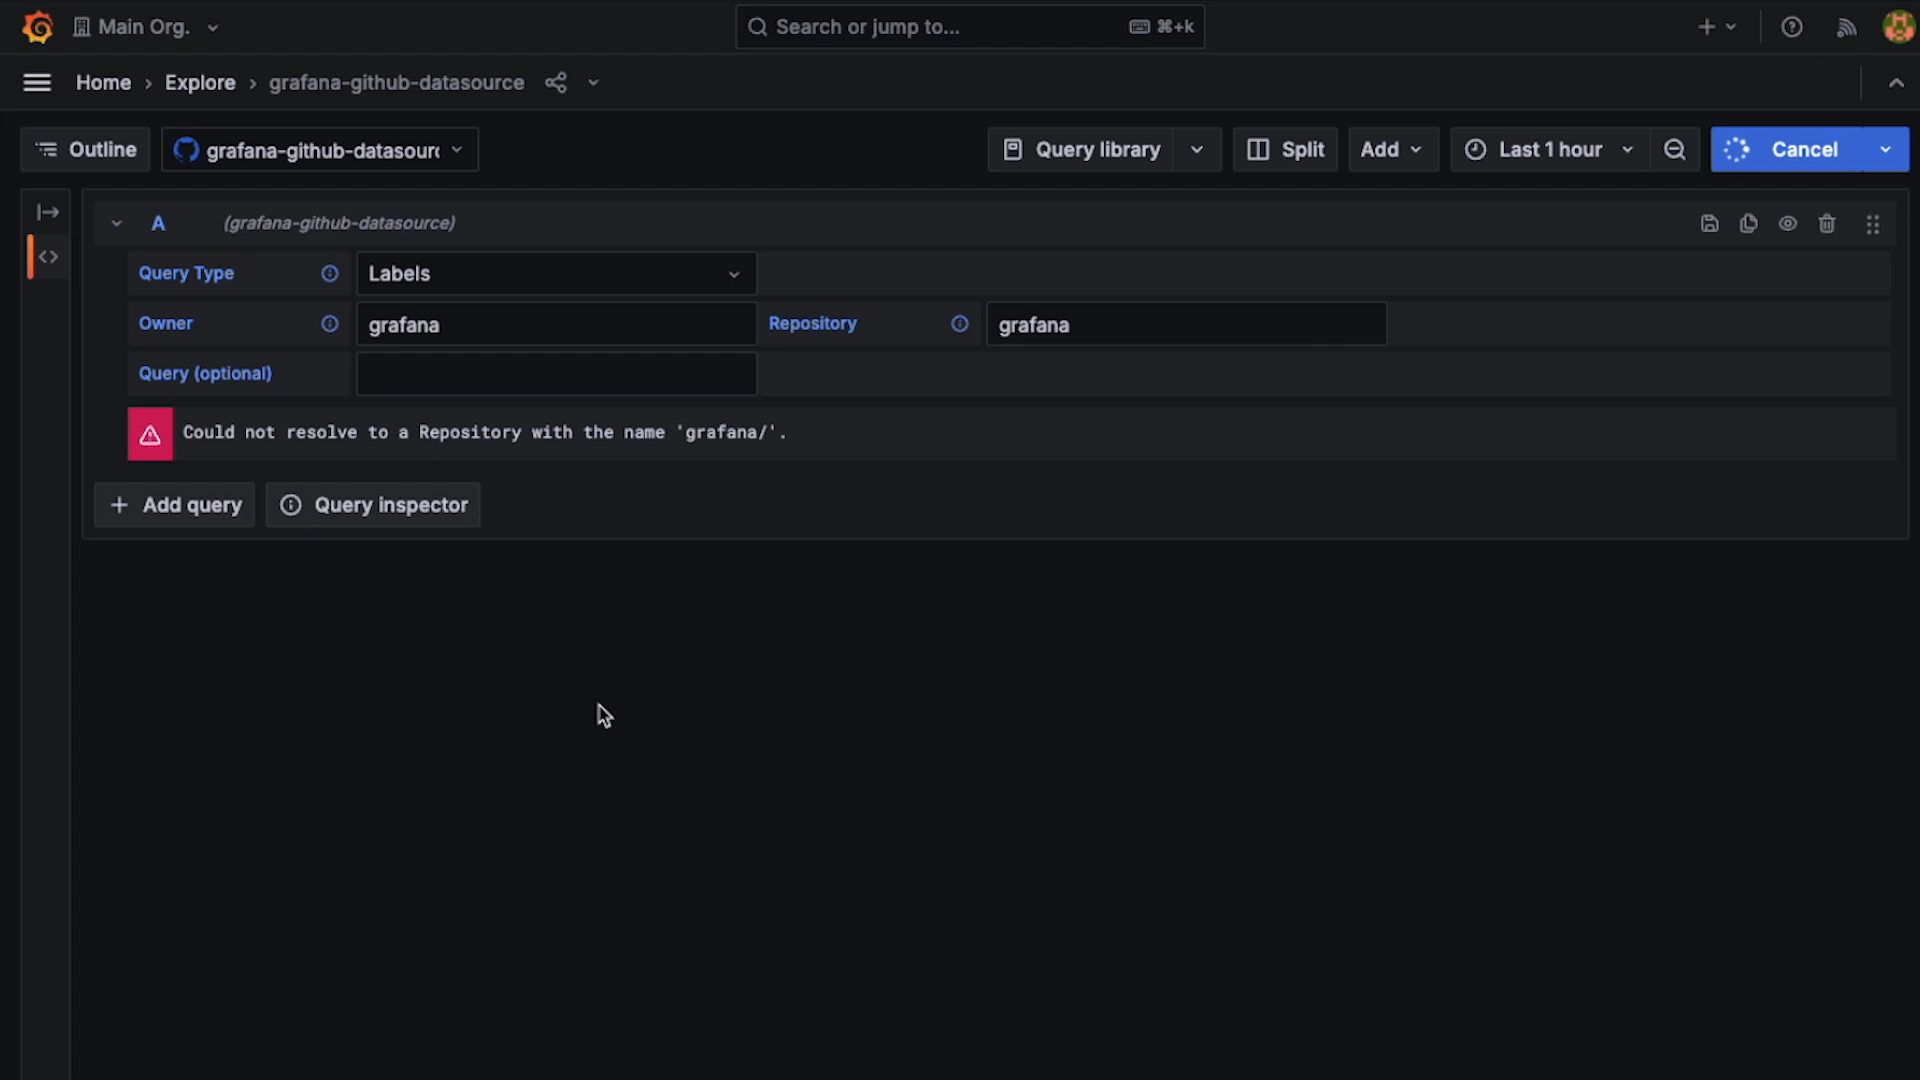 Main Org.
Search or jump to...
⌘+k
Home › Explore › grafana-github-datasource
Outline
grafana-github-datasourc
Query library
Split
Add
Last 1 hour
Cancel
A
(grafana-github-datasource)
Query Type
Labels
Owner
grafana
Repository
grafana
Query (optional)
Could not resolve to a Repository with the name 'grafana/'.
+ Add query
Query inspector